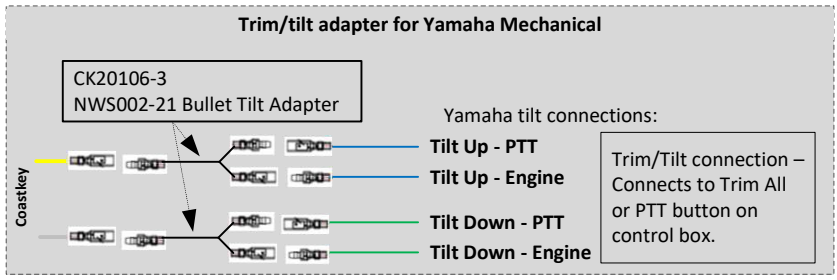 Trim/tilt adapter for Yamaha Mechanical
CK20106-3
NWS002-21 Bullet Tilt Adapter
Yamaha tilt connections:
Coastkey
Tilt Up - PTT
Tilt Up - Engine
Tilt Down - PTT
Tilt Down - Engine
Trim/Tilt connection –
Connects to Trim All
or PTT button on
control box.